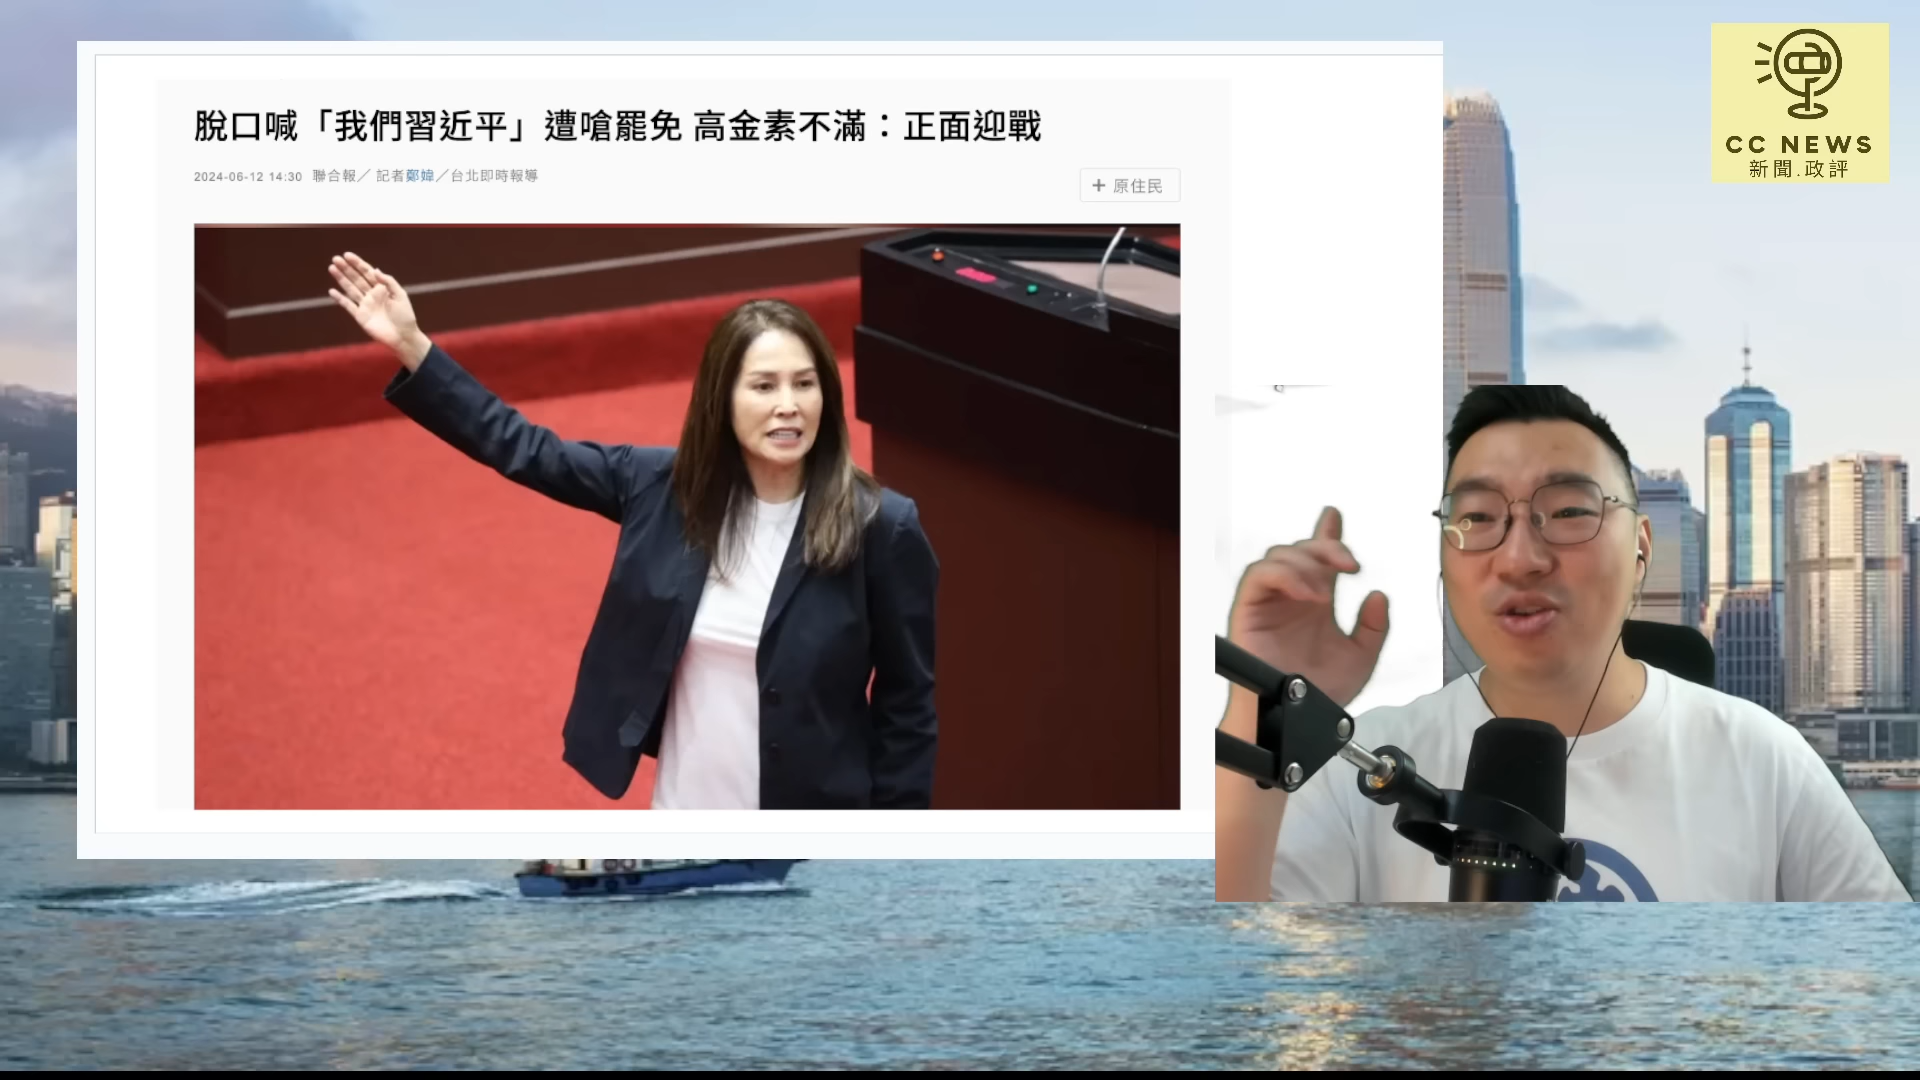 脫口喊「我們習近平」遭嗆罷免 高金素不滿：正面迎戰
2024-06-12 14:30 聯合報／ 記者鄭媁／台北即時報導
+ 原住民
CC NEWS
新聞.政評